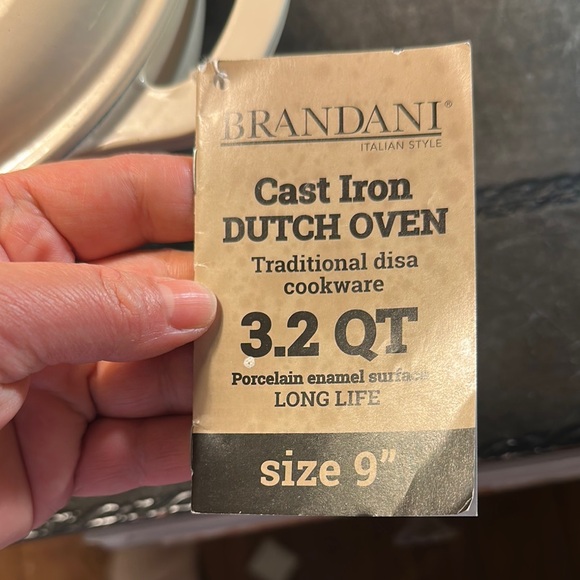 BRANDANI®
ITALIAN STYLE
Cast Iron
DUTCH OVEN
Traditional disa
cookware
3.2 QT
Porcelain enamel surface
LONG LIFE
size 9"